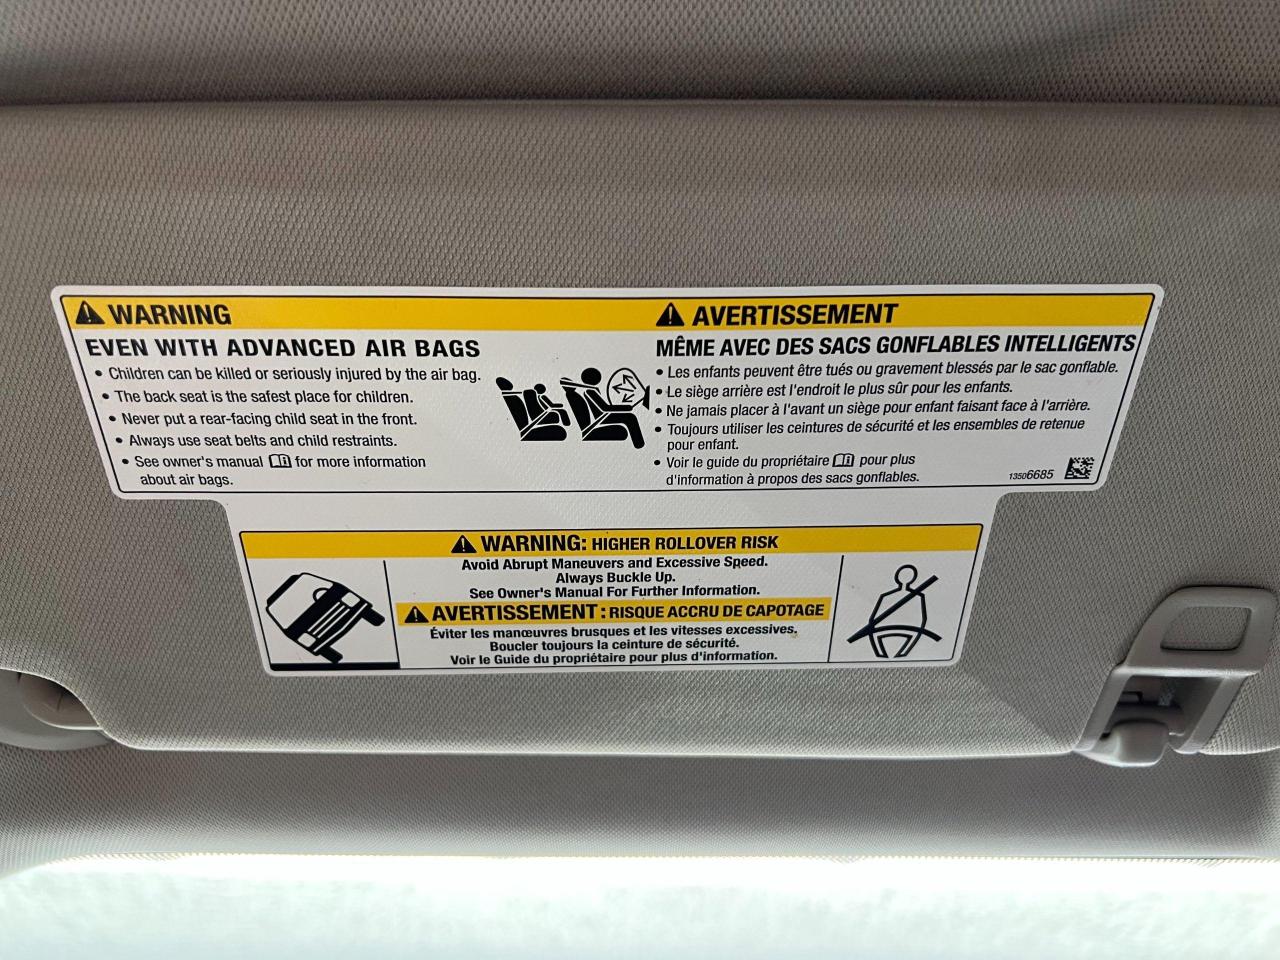 WARNING
EVEN WITH ADVANCED AIR BAGS
• Children can be killed or seriously injured by the air bag.
• The back seat is the safest place for children.
• Never put a rear-facing child seat in the front.
• Always use seat belts and child restraints.
• See owner's manual for more information
about air bags.
AVERTISSEMENT
MÊME AVEC DES SACS GONFLABLES INTELLIGENTS
• Les enfants peuvent être tués ou gravement blessés par le sac gonflable.
• Le siège arrière est l'endroit le plus sûr pour les enfants.
• Ne jamais placer à l'avant un siège pour enfant faisant face à l'arrière.
• Toujours utiliser les ceintures de sécurité et les ensembles de retenue
pour enfant.
• Voir le guide du propriétaire pour plus
d'information à propos des sacs gonflables.
13506685
WARNING: HIGHER ROLLOVER RISK
Avoid Abrupt Maneuvers and Excessive Speed.
Always Buckle Up.
See Owner's Manual For Further Information.
AVERTISSEMENT : RISQUE ACCRU DE CAPOTAGE
Éviter les manœuvres brusques et les vitesses excessives.
Boucler toujours la ceinture de sécurité.
Voir le Guide du propriétaire pour plus d'information.